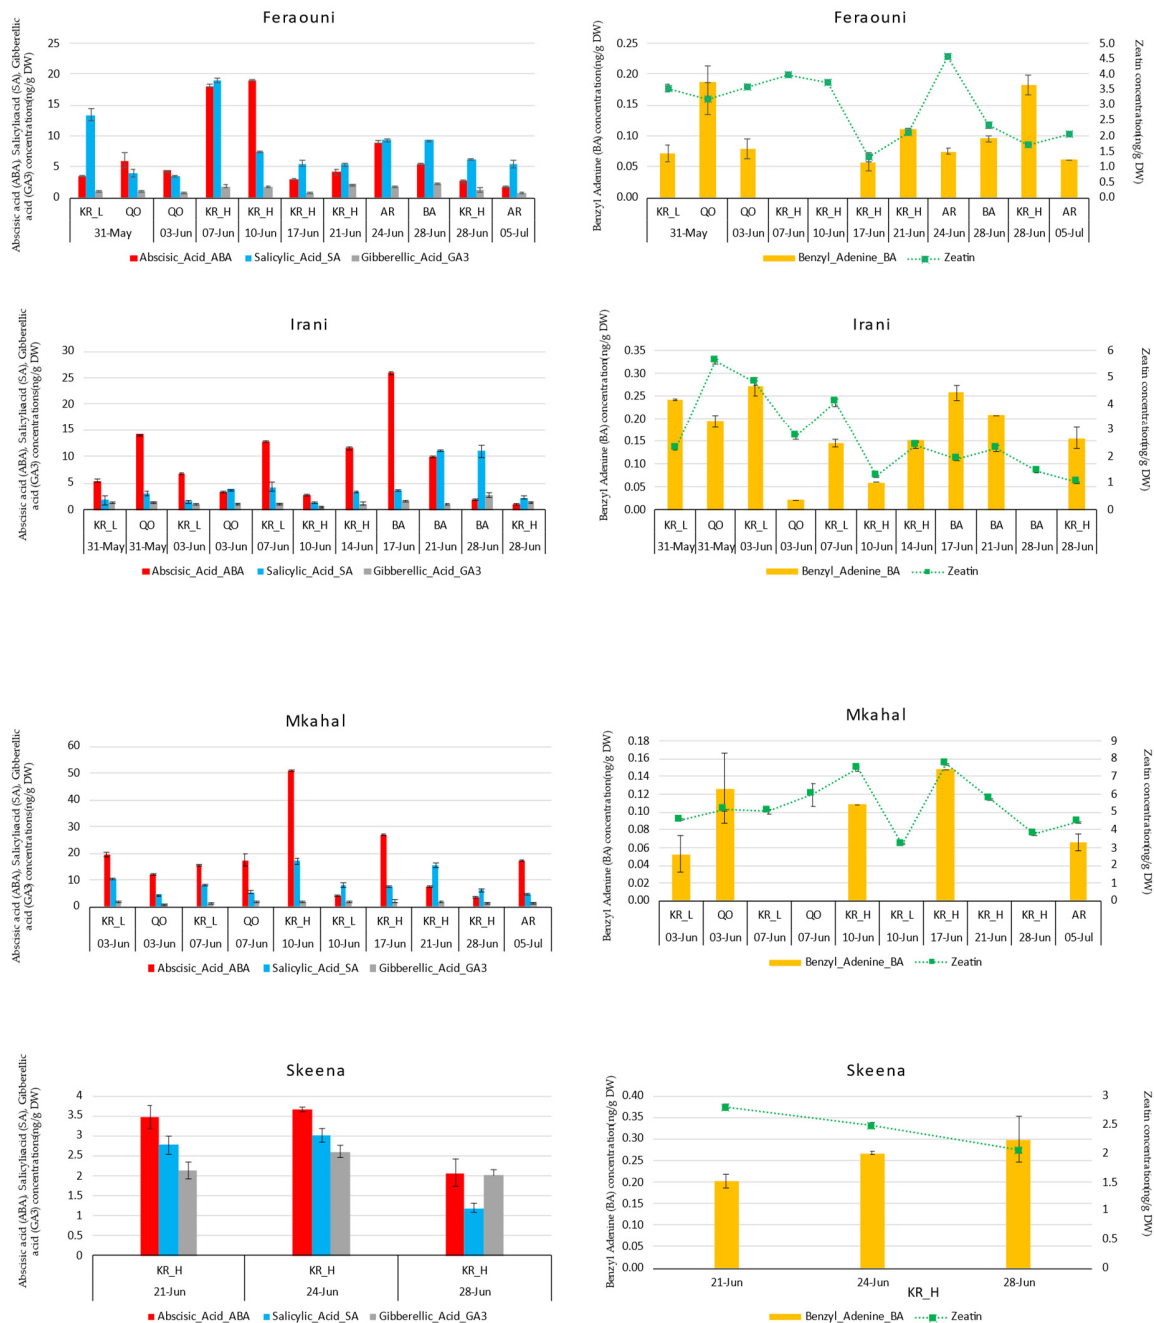 Feraouni
Abscisic acid (ABA), Salicyliacid (SA), Gibberellic
acid (GA3) concentrations(ng/g DW)
25
20
15
10
5
0
KR_L QO QO KR_H KR_H KR_H KR_H AR BA KR_H AR
31-May 03-Jun 07-Jun 10-Jun 17-Jun 21-Jun 24-Jun 28-Jun 28-Jun 05-Jul
Abscisic_Acid_ABA Salicylic_Acid_SA Gibberellic_Acid_GA3
Feraouni
Benzyl Adenine (BA) concentration(ng/g DW)
0.25
0.20
0.15
0.10
0.05
0.00
5.0
4.5
4.0
3.5
3.0
2.5
2.0
1.5
1.0
0.5
0.0
Zeatin concentration(ng/g DW)
KR_L QO QO KR_H KR_H KR_H KR_H AR BA KR_H AR
31-May 03-Jun 07-Jun 10-Jun 17-Jun 21-Jun 24-Jun 28-Jun 28-Jun 05-Jul
Benzyl_Adenine_BA Zeatin
Irani
Abscisic acid (ABA), Salicyliacid (SA), Gibberellic
acid (GA3) concentrations(ng/g DW)
30
25
20
15
10
5
0
KR_L QO KR_L QO KR_L KR_H KR_H BA BA BA KR_H
31-May 31-May 03-Jun 03-Jun 07-Jun 10-Jun 14-Jun 17-Jun 21-Jun 28-Jun 28-Jun
Abscisic_Acid_ABA Salicylic_Acid_SA Gibberellic_Acid_GA3
Irani
Benzyl Adenine (BA) concentration(ng/g DW)
0.35
0.30
0.25
0.20
0.15
0.10
0.05
0.00
6
5
4
3
2
1
0
Zeatin concentration(ng/g DW)
KR_L QO KR_L QO KR_L KR_H KR_H BA BA BA KR_H
31-May 31-May 03-Jun 03-Jun 07-Jun 10-Jun 14-Jun 17-Jun 21-Jun 28-Jun 28-Jun
Benzyl_Adenine_BA Zeatin
Mkahal
Abscisic acid (ABA), Salicyliacid (SA), Gibberellic
acid (GA3) concentrations(ng/g DW)
60
50
40
30
20
10
0
KR_L QO KR_L QO KR_H KR_L KR_H KR_H KR_H AR
03-Jun 03-Jun 07-Jun 07-Jun 10-Jun 10-Jun 17-Jun 21-Jun 28-Jun 05-Jul
Abscisic_Acid_ABA Salicylic_Acid_SA Gibberellic_Acid_GA3
Mkahal
Benzyl Adenine (BA) concentration(ng/g DW)
0.18
0.16
0.14
0.12
0.10
0.08
0.06
0.04
0.02
0.00
9
8
7
6
5
4
3
2
1
0
Zeatin concentration(ng/g DW)
KR_L QO KR_L QO KR_H KR_L KR_H KR_H KR_H AR
03-Jun 03-Jun 07-Jun 07-Jun 10-Jun 10-Jun 17-Jun 21-Jun 28-Jun 05-Jul
Benzyl_Adenine_BA Zeatin
Skeena
Abscisic acid (ABA), Salicyliacid (SA), Gibberellic
acid (GA3) concentrations(ng/g DW)
4
3.5
3
2.5
2
1.5
1
0.5
0
KR_H KR_H KR_H
21-Jun 24-Jun 28-Jun
Abscisic_Acid_ABA Salicylic_Acid_SA Gibberellic_Acid_GA3
Skeena
Benzyl Adenine (BA) concentration(ng/g DW)
0.40
0.35
0.30
0.25
0.20
0.15
0.10
0.05
0.00
3
2.5
2
1.5
1
0.5
0
Zeatin concentration(ng/g DW)
21-Jun 24-Jun 28-Jun
KR_H
Benzyl_Adenine_BA Zeatin